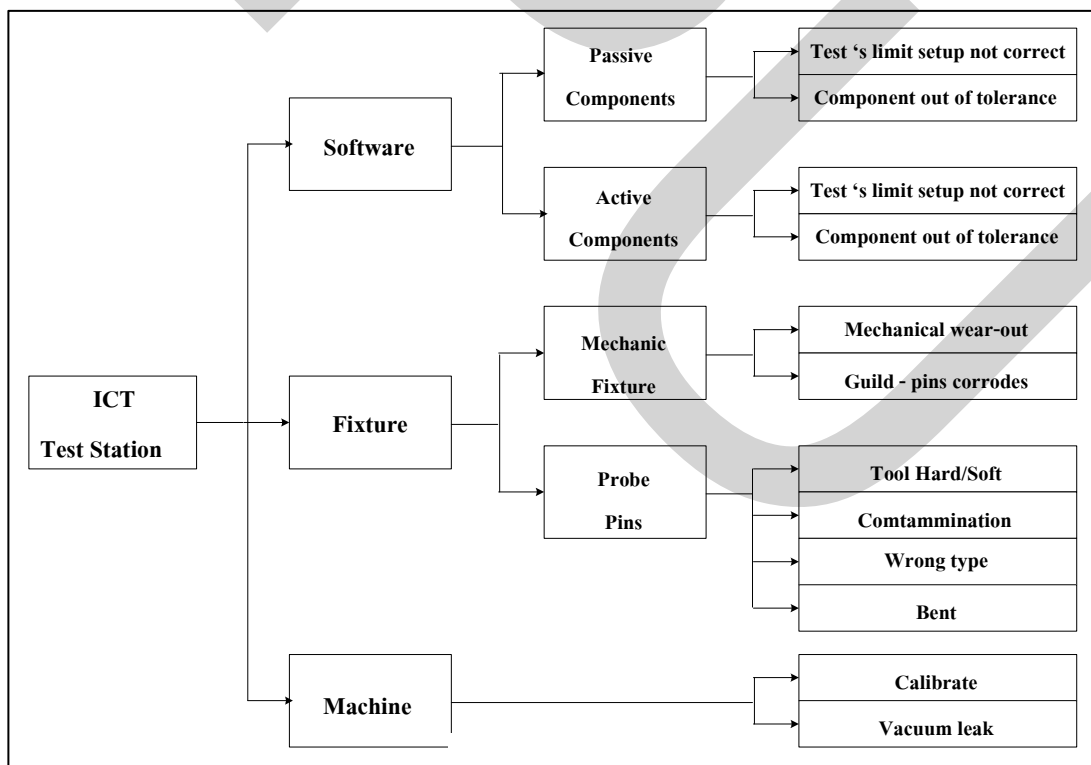 ICT
Test Station
Software
Passive
Components
Test ‘s limit setup not correct
Component out of tolerance
Active
Components
Test ‘s limit setup not correct
Component out of tolerance
Fixture
Mechanic
Fixture
Mechanical wear-out
Guild - pins corrodes
Probe
Pins
Tool Hard/Soft
Comtammination
Wrong type
Bent
Machine
Calibrate
Vacuum leak